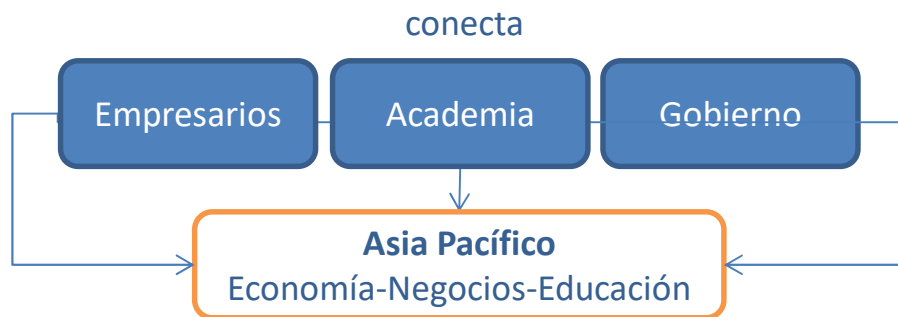 conecta
Empresarios
Academia
Gobierno
Asia Pacífico
Economía-Negocios-Educación